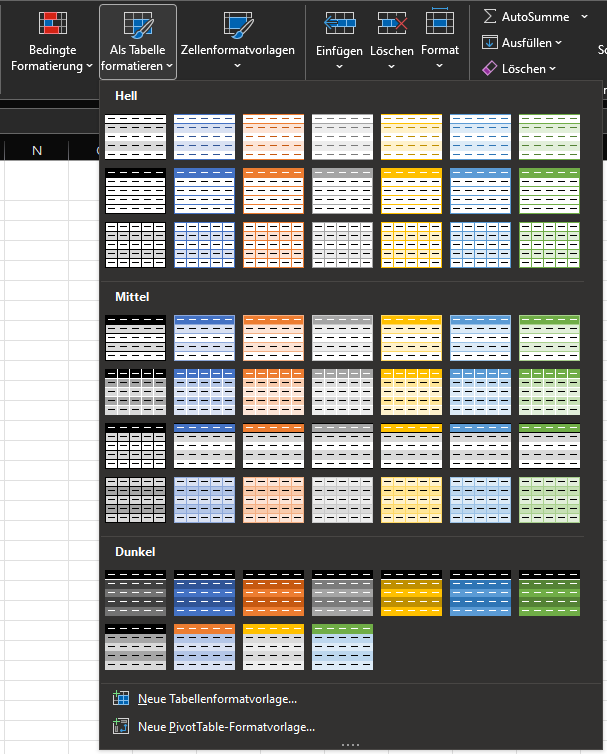 Bedingte
Formatierung
Als Tabelle
formatieren
Zellenformatvorlagen
Einfügen
Löschen
Format
AutoSumme
Ausfüllen
Löschen
N
Hell
Mittel
Dunkel
Neue Tabellenformatvorlage...
Neue PivotTable-Formatvorlage...